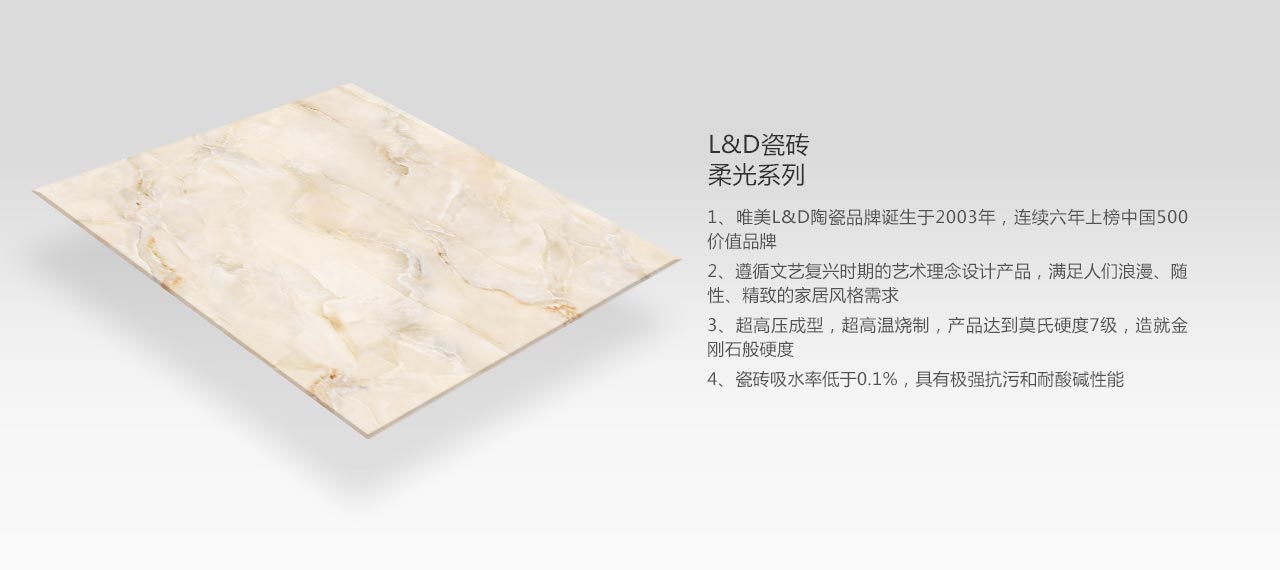 L&D瓷砖
柔光系列
1、唯美L&D陶瓷品牌诞生于2003年，连续六年上榜中国500
价值品牌
2、遵循文艺复兴时期的艺术理念设计产品，满足人们浪漫、随
性、精致的家居风格需求
3、超高压成型，超高温烧制，产品达到莫氏硬度7级，造就金
刚石般硬度
4、瓷砖吸水率低于0.1%，具有极强抗污和耐酸碱性能